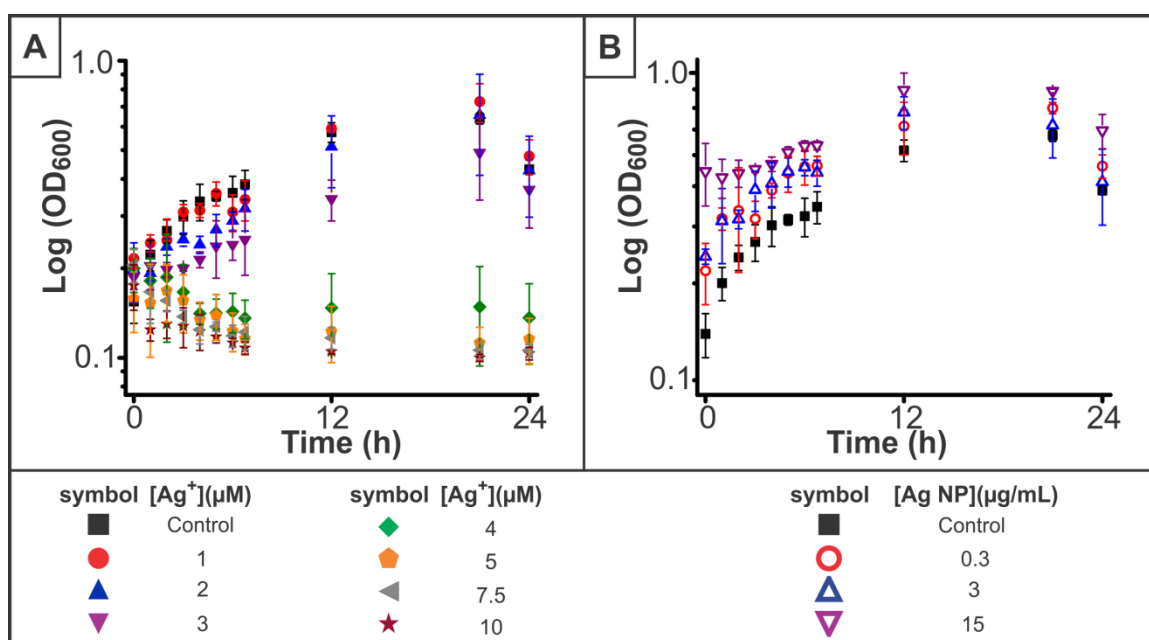 A
B
Log (OD600)
1.0
0.1
0
12
24
Time (h)
Log (OD600)
1.0
0.1
0
12
24
Time (h)
symbol [Ag+](µM)
Control
1
2
3
symbol [Ag+](µM)
4
5
7.5
10
symbol [Ag NP](µg/mL)
Control
0.3
3
15